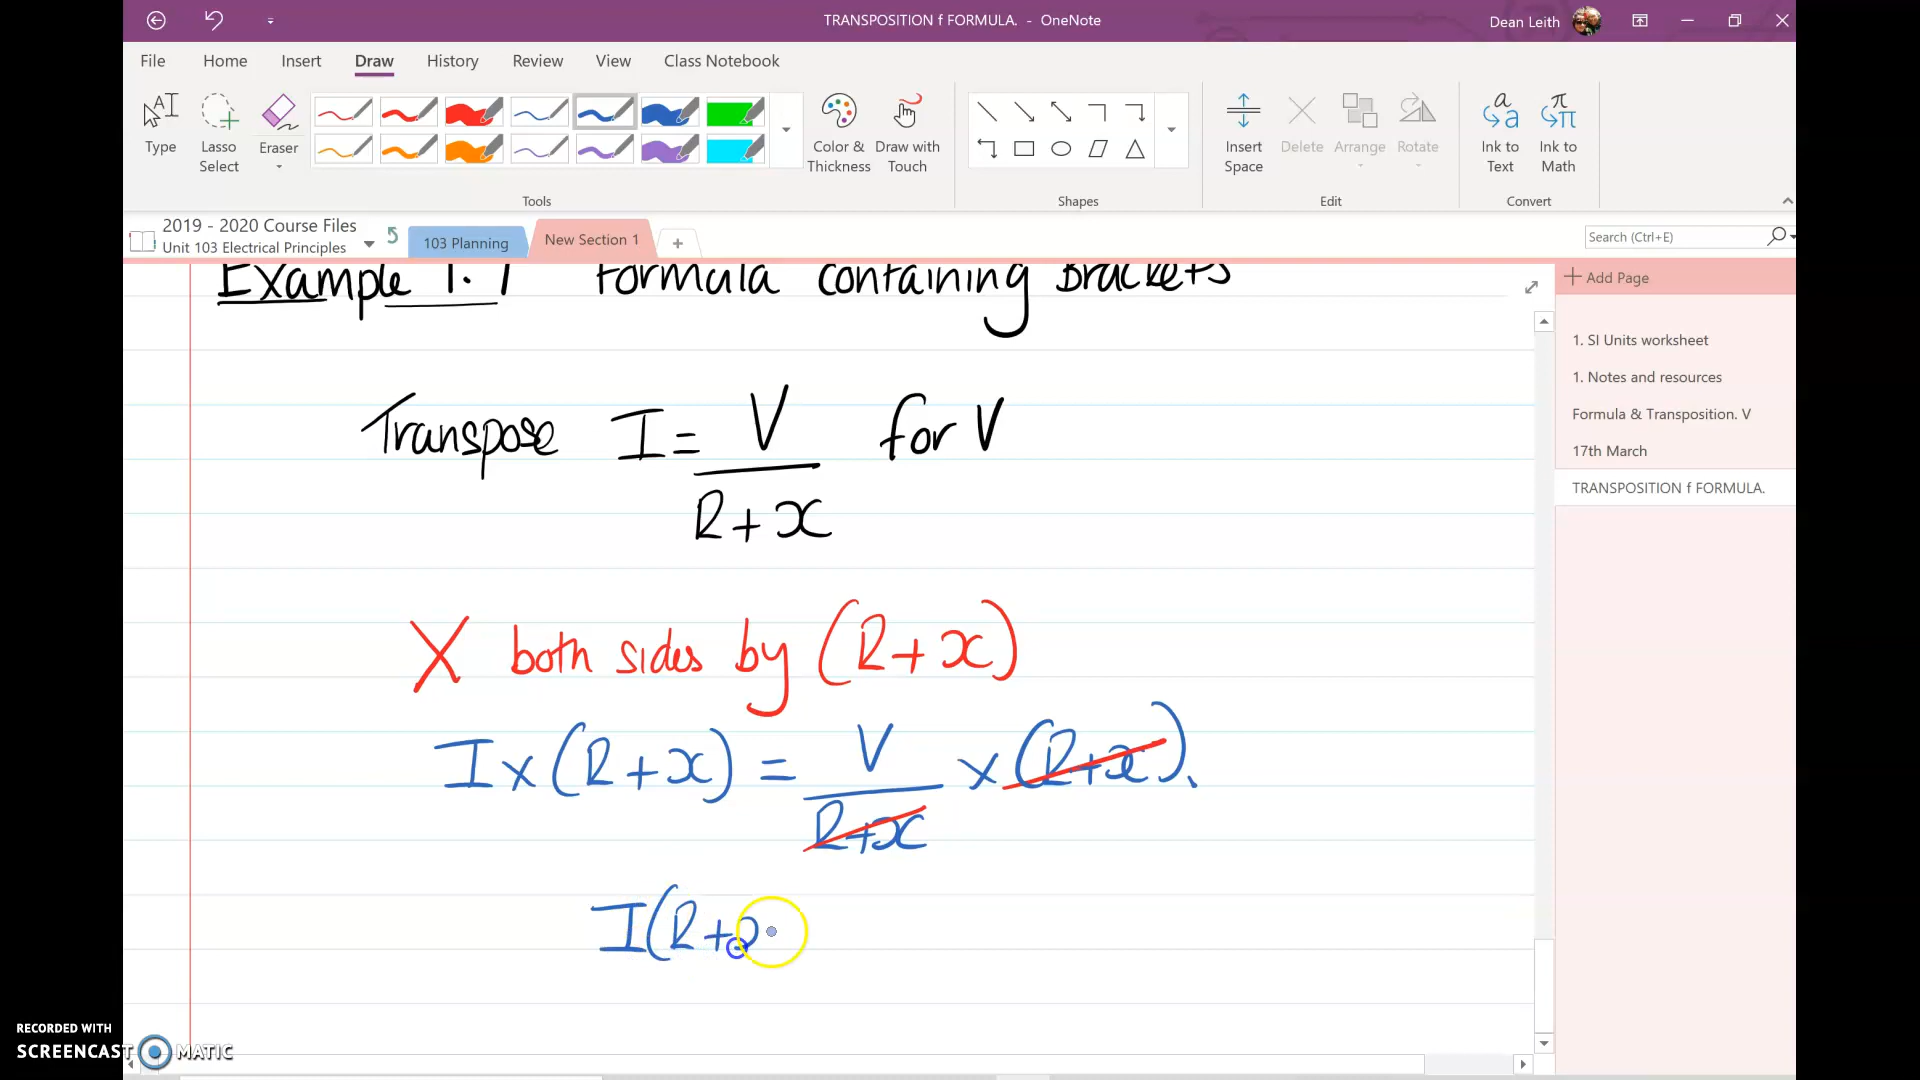 TRANSPOSITION f FORMULA. - OneNote
Dean Leith
File Home Insert Draw History Review View Class Notebook
Type
Lasso Select
Eraser
Color & Thickness
Draw with Touch
Insert Space
Delete
Arrange
Rotate
Ink to Text
Ink to Math
Tools
Shapes
Edit
Convert
2019 - 2020 Course Files
Unit 103 Electrical Principles
103 Planning
New Section 1
Search (Ctrl+E)
Add Page
1. SI Units worksheet
1. Notes and resources
Formula & Transposition. V
17th March
TRANSPOSITION f FORMULA.
Example 1.7 Formula containing Brackets
Transpose I = V / R+x for V
X both sides by (R+x)
I x (R+x) = V / R+x x (R+x).
I(R+
RECORDED WITH
SCREENCAST MATIC